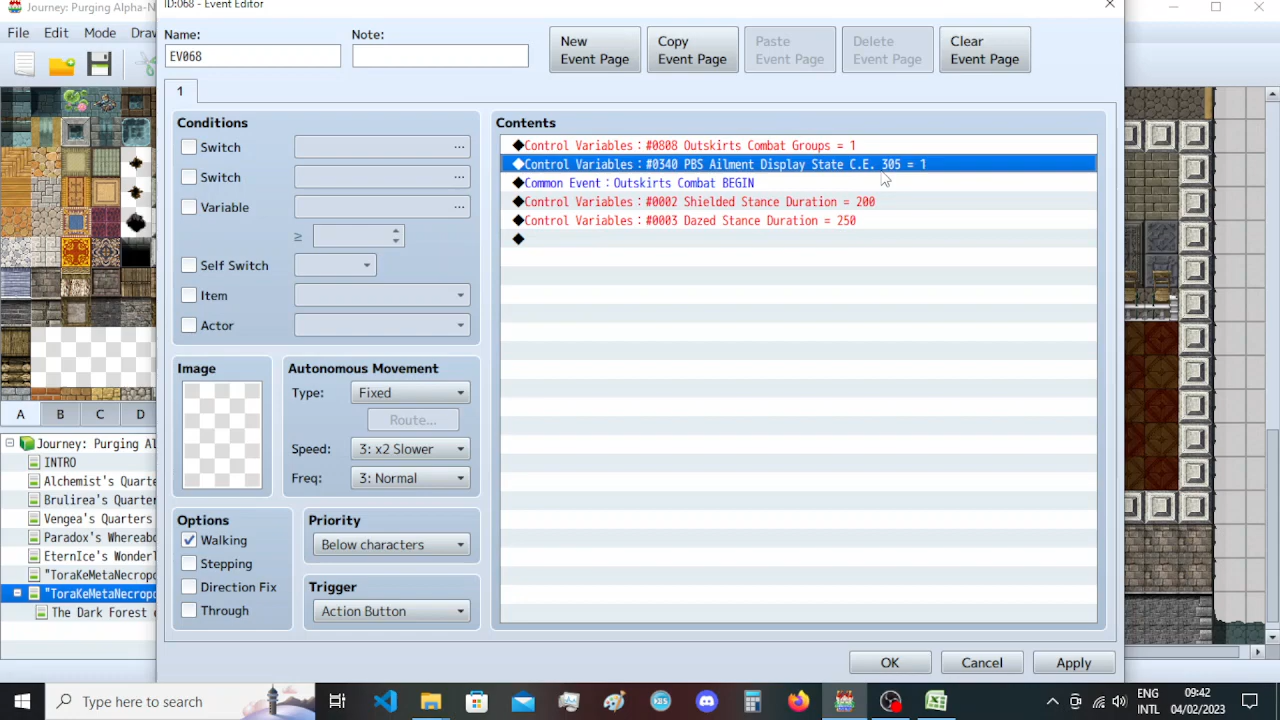 Journey: Purging Alpha-N
ID:068 - Event Editor
File Edit Mode Draw
Name:
Note:
EV068
New
Event Page
Copy
Event Page
Paste
Event Page
Delete
Event Page
Clear
Event Page
1
Conditions
Switch
...
Switch
...
Variable
...
≥
Self Switch
Item
Actor
Contents
◆Control Variables：#0808 Outskirts Combat Groups = 1
◆Control Variables：#0340 PBS Ailment Display State C.E. 305 = 1
◆Common Event：Outskirts Combat BEGIN
◆Control Variables：#0002 Shielded Stance Duration = 200
◆Control Variables：#0003 Dazed Stance Duration = 250
◆
Image
Autonomous Movement
Type: Fixed
Route...
Speed: 3: x2 Slower
Freq: 3: Normal
Options
Walking
Stepping
Direction Fix
Through
Priority
Below characters
Trigger
Action Button
A B C D
Journey: Purging Al
INTRO
Alchemist's Quarte
Brulirea's Quarter
Vengea's Quarters
Paradox's Whereabo
EternIce's Wonderl
"ToraKeMetaNecropo
"ToraKeMetaNecropo
The Dark Forest
OK
Cancel
Apply
Type here to search
ENG
INTL
09:42
04/02/2023